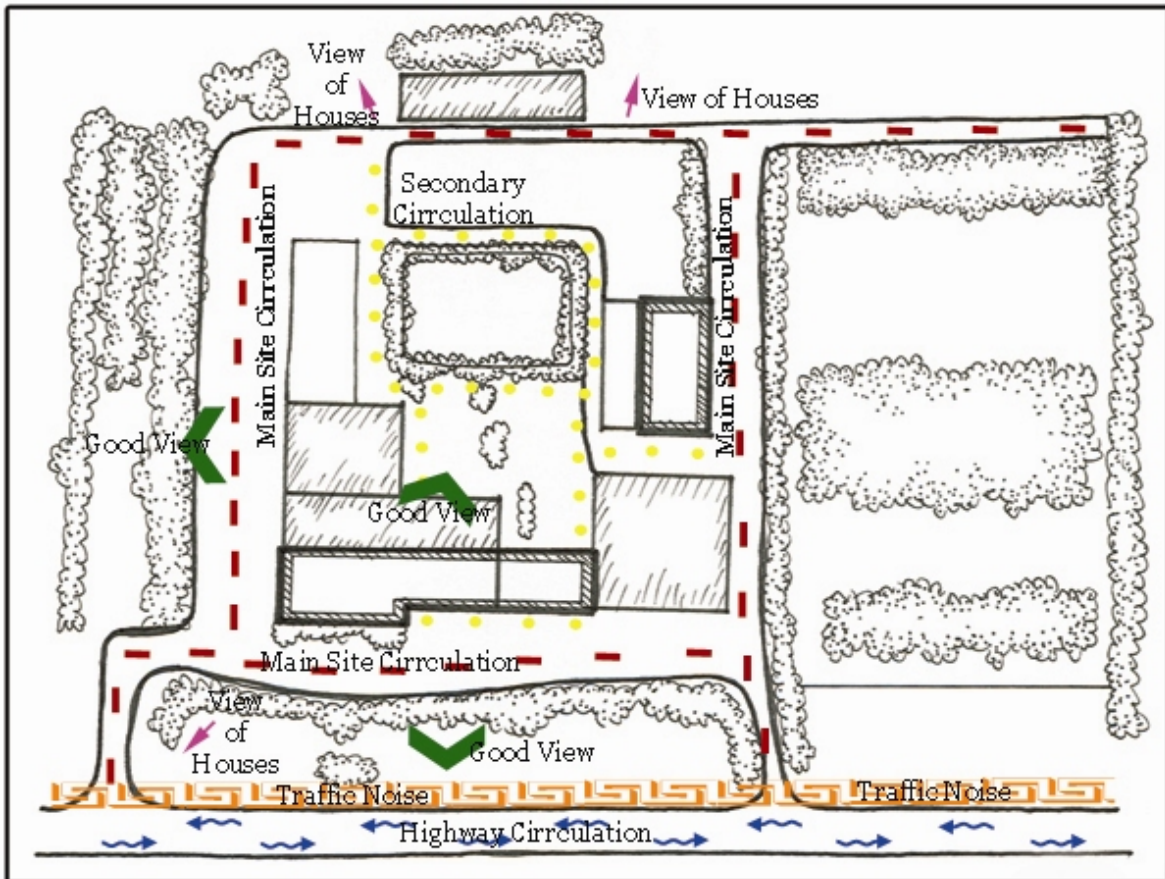 View
of
Houses
View of Houses
Secondary
Cirrculation
Main Site Cirrculation
Main Site Cirrculation
Good View
Good View
Main Site Cirrculation
View
of
Houses
Good View
Traffic Noise
Traffic Noise
Highway Cirrculation